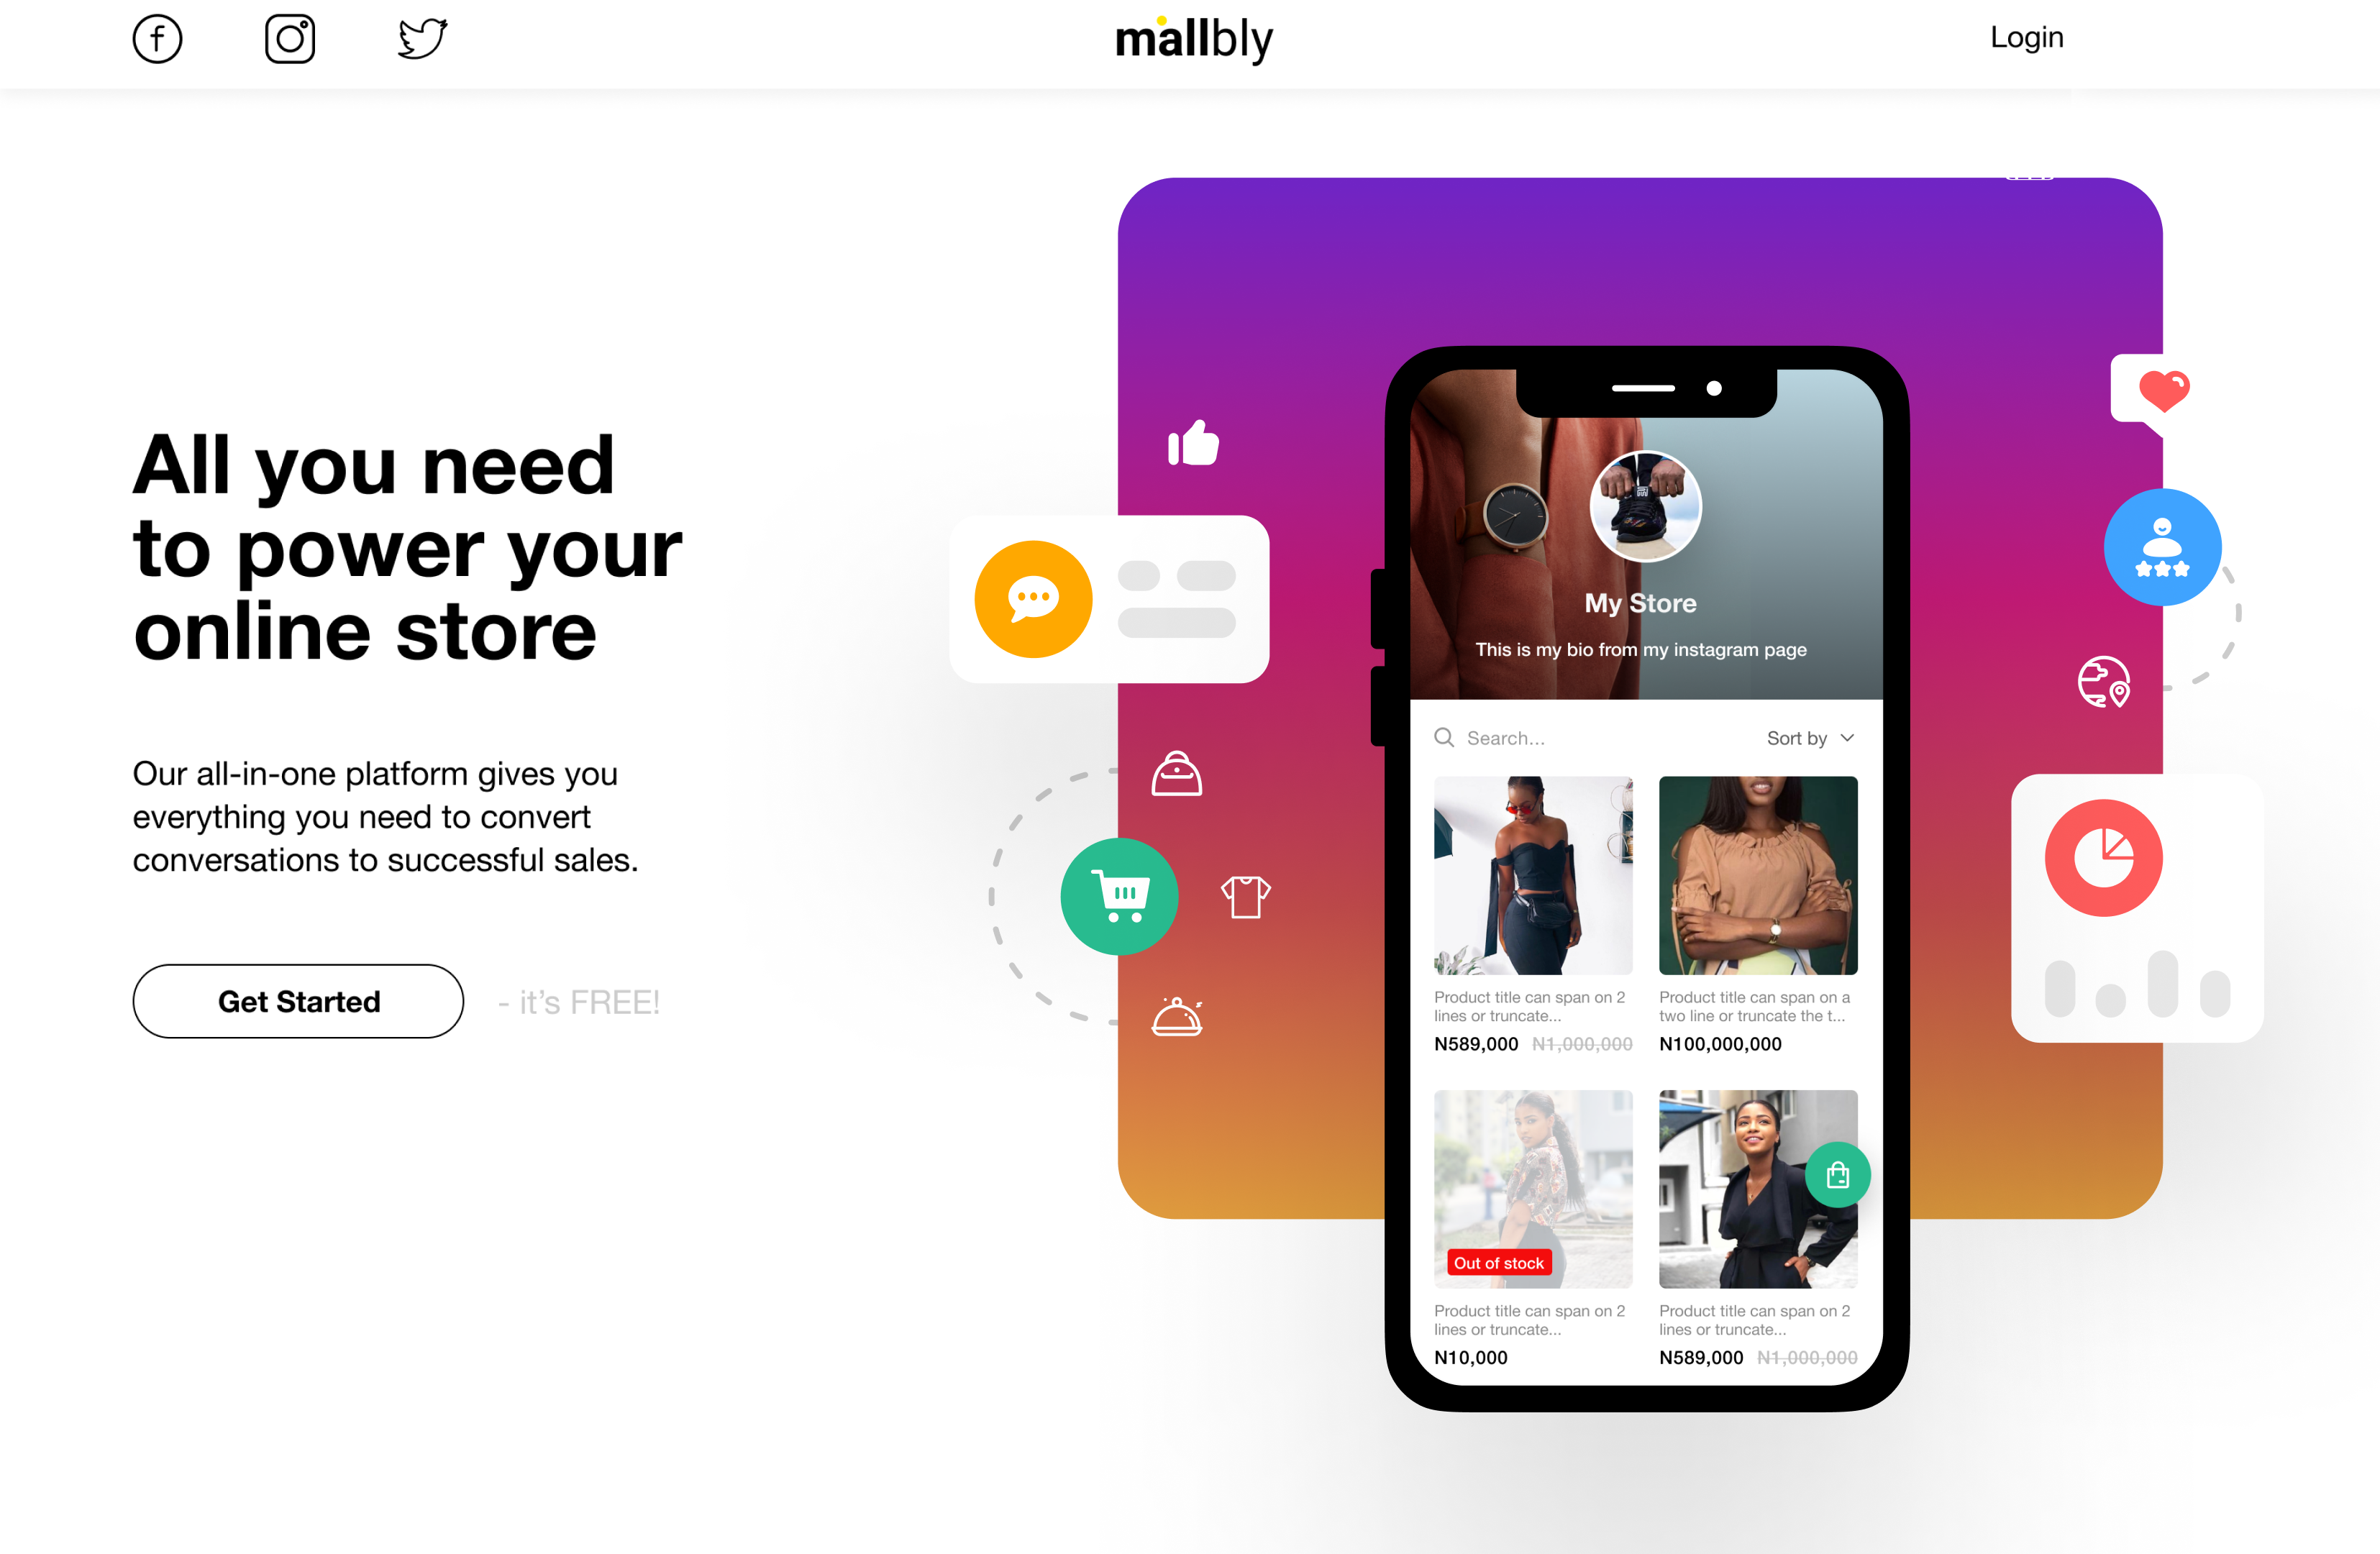 mallbly
Login
All you need
to power your
online store
Our all-in-one platform gives you
everything you need to convert
conversations to successful sales.
Get Started - it’s FREE!
My Store
This is my bio from my instagram page
Search...
Sort by
Product title can span on 2
lines or truncate...
N589,000 N1,000,000
Product title can span on a
two line or truncate the t...
N100,000,000
Out of stock
Product title can span on 2
lines or truncate...
N10,000
Product title can span on 2
lines or truncate...
N589,000 N1,000,000